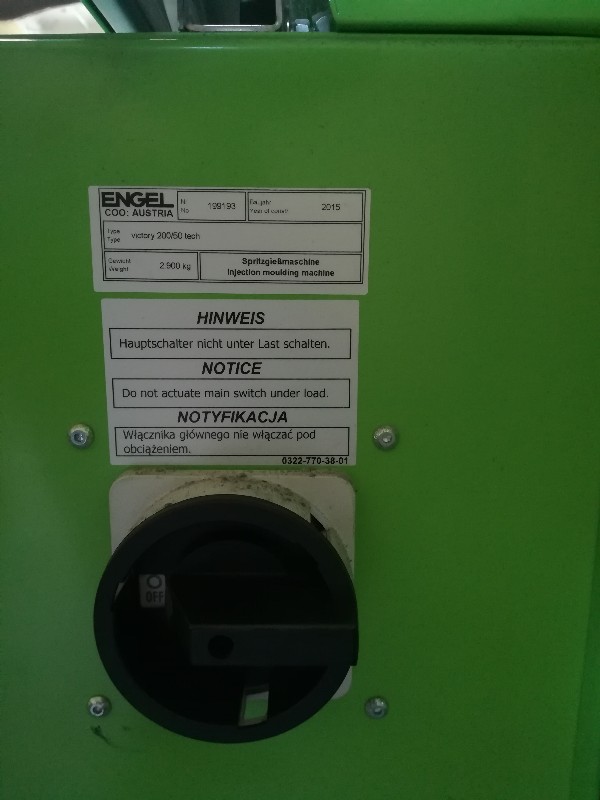 ENGEL
COO: AUSTRIA
Nr.
No
199193
Baujahr
Year of constr
2015
Type
Type
victory 200/50 tech
Gewicht
Weight
2.900 kg
Spritzgießmaschine
Injection moulding machine
HINWEIS
Hauptschalter nicht unter Last schalten.
NOTICE
Do not actuate main switch under load.
NOTYFIKACJA
Włącznika głównego nie włączać pod
obciążeniem.
0322-770-38-01
O
OFF